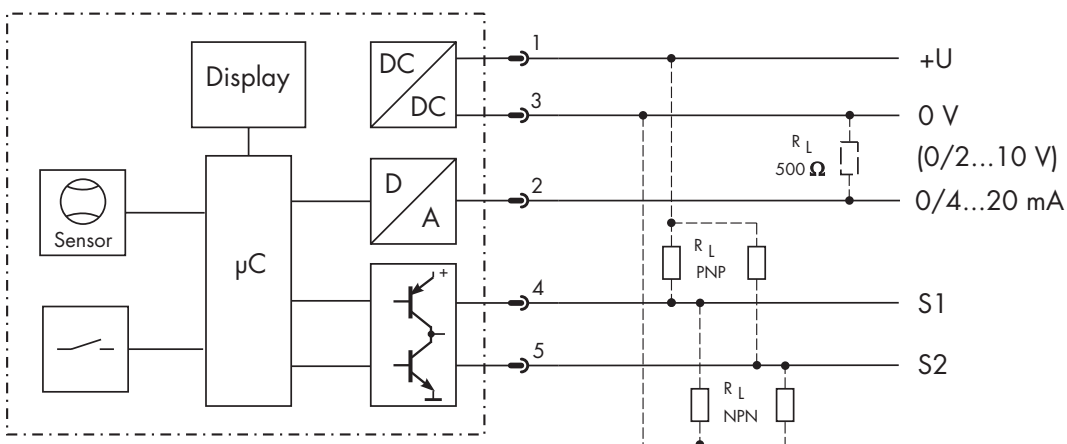 Display
DC
DC
1
+U
3
0 V
R L
500 Ω
(0/2...10 V)
D
A
2
0/4...20 mA
Sensor
µC
R L
PNP
+
4
S1
5
S2
R L
NPN